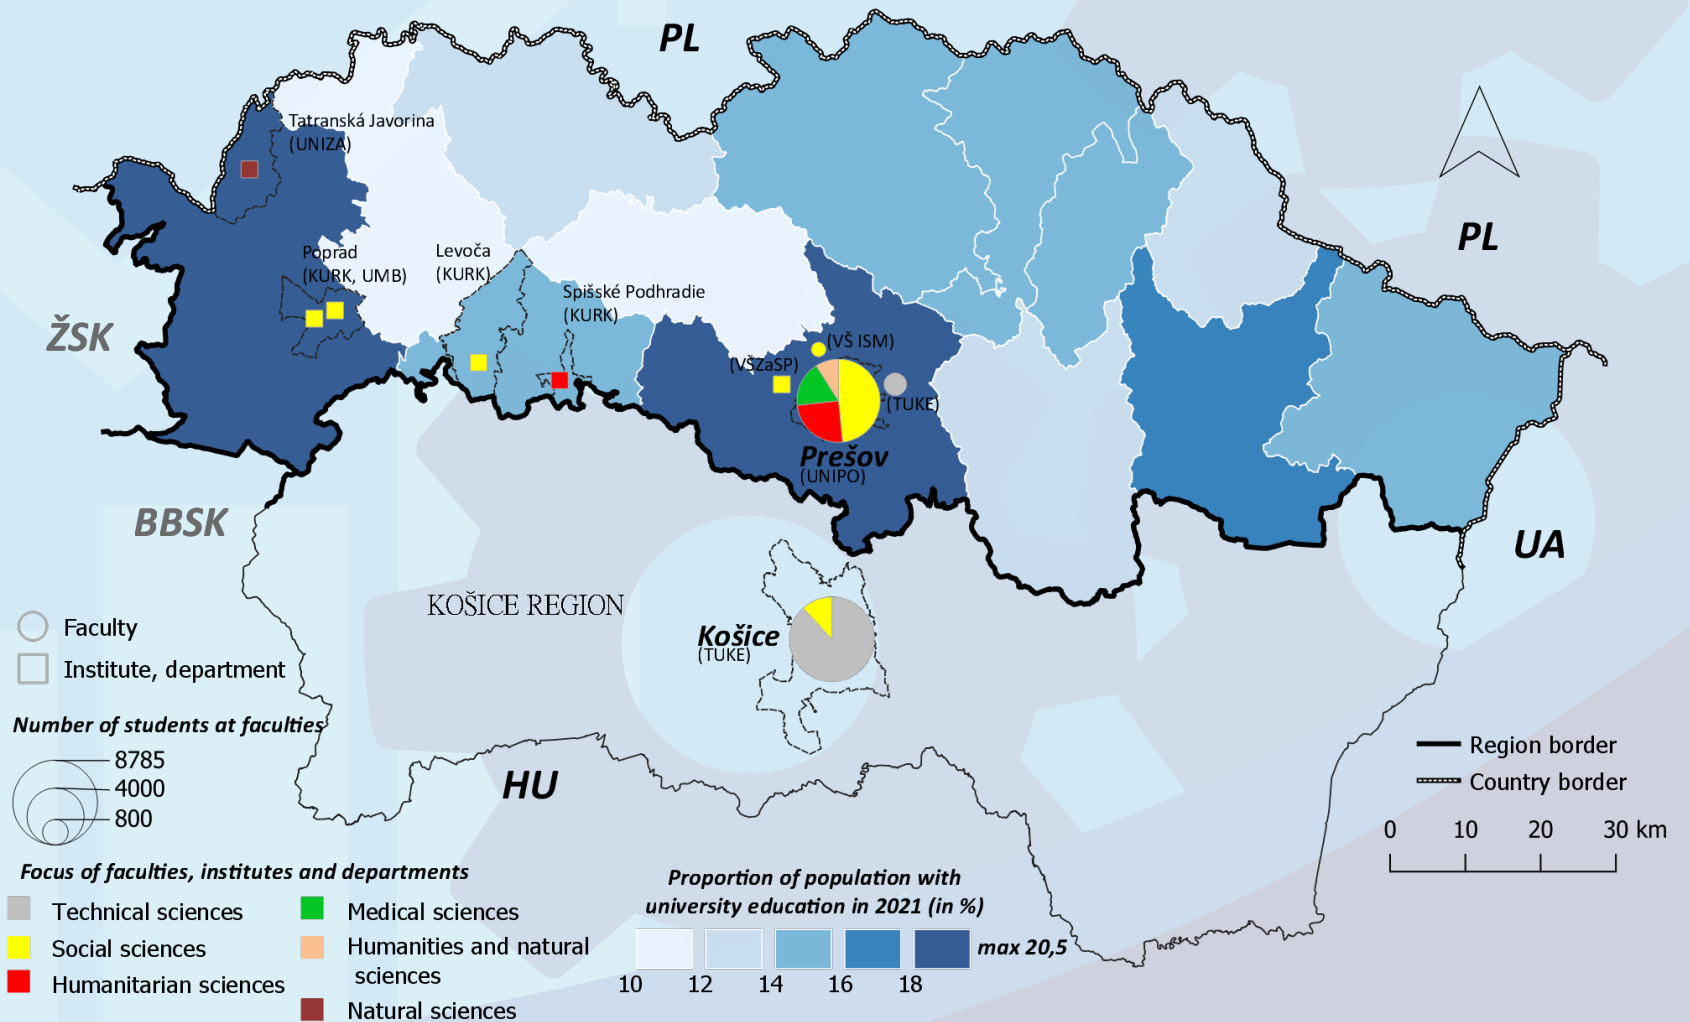 PL
Tatranská Javorina
(UNIZA)
PL
Poprad
(KURK, UMB)
Levoča
(KURK)
Spišské Podhradie
(KURK)
ŽSK
(VŠ ISM)
(VŠZaSP)
(TUKE)
Prešov
(UNIPO)
BBSK
UA
KOŠICE REGION
Košice
(TUKE)
HU
Faculty
Institute, department
Number of students at faculties
8785
4000
800
Region border
Country border
0 10 20 30 km
Focus of faculties, institutes and departments
Technical sciences
Social sciences
Humanitarian sciences
Medical sciences
Humanities and natural
sciences
Natural sciences
Proportion of population with
university education in 2021 (in %)
max 20,5
10 12 14 16 18